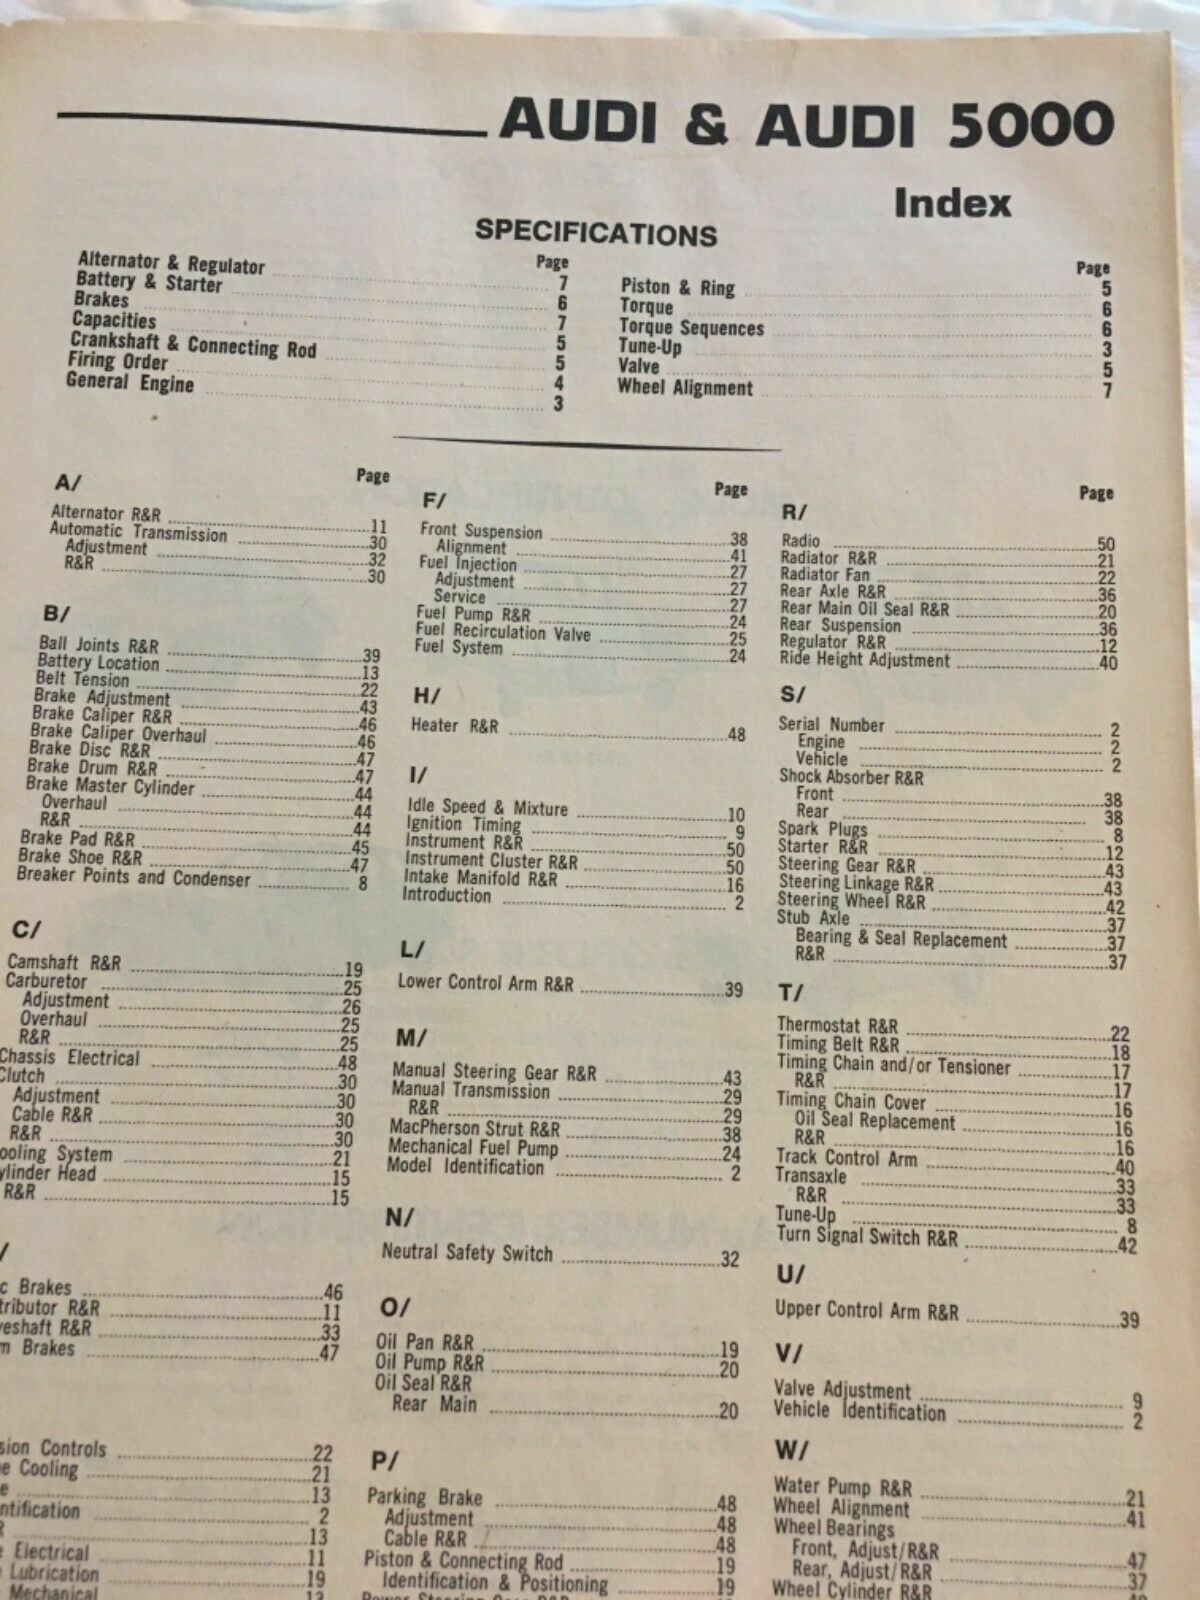 AUDI & AUDI 5000
Index
SPECIFICATIONS
Page
Alternator & Regulator 7
Battery & Starter 6
Brakes 7
Capacities 5
Crankshaft & Connecting Rod 5
Firing Order 4
General Engine 3
Page
Piston & Ring 5
Torque 6
Torque Sequences 6
Tune-Up 3
Valve 5
Wheel Alignment 7
Page
A/
Alternator R&R 11
Automatic Transmission 30
Adjustment 32
R&R 30
B/
Ball Joints R&R 39
Battery Location 13
Belt Tension 22
Brake Adjustment 43
Brake Caliper R&R 46
Brake Caliper Overhaul 46
Brake Disc R&R 47
Brake Drum R&R 47
Brake Master Cylinder 44
Overhaul 44
R&R 44
Brake Pad R&R 45
Brake Shoe R&R 47
Breaker Points and Condenser 8
C/
Camshaft R&R 19
Carburetor 25
Adjustment 26
Overhaul 25
R&R 25
Chassis Electrical 48
Clutch 30
Adjustment 30
Cable R&R 30
R&R 30
ooling System 21
ylinder Head 15
R&R 15
/
c Brakes 46
tributor R&R 11
veshaft R&R 33
m Brakes 47
sion Controls 22
e Cooling 21
e 13
ntification 2
13
e Electrical 11
Lubrication 19
Mechanical 13
Page
F/
Front Suspension 38
Alignment 41
Fuel Injection 27
Adjustment 27
Service 27
Fuel Pump R&R 24
Fuel Recirculation Valve 25
Fuel System 24
H/
Heater R&R 48
I/
Idle Speed & Mixture 10
Ignition Timing 9
Instrument R&R 50
Instrument Cluster R&R 50
Intake Manifold R&R 16
Introduction 2
L/
Lower Control Arm R&R 39
M/
Manual Steering Gear R&R 43
Manual Transmission 29
R&R 29
MacPherson Strut R&R 38
Mechanical Fuel Pump 24
Model Identification 2
N/
Neutral Safety Switch 32
O/
Oil Pan R&R 19
Oil Pump R&R 20
Oil Seal R&R
Rear Main 20
P/
Parking Brake 48
Adjustment 48
Cable R&R 48
Piston & Connecting Rod 19
Identification & Positioning 19
Power Steering Gear R&R
Page
R/
Radio 50
Radiator R&R 21
Radiator Fan 22
Rear Axle R&R 36
Rear Main Oil Seal R&R 20
Rear Suspension 36
Regulator R&R 12
Ride Height Adjustment 40
S/
Serial Number 2
Engine 2
Vehicle 2
Shock Absorber R&R
Front 38
Rear 38
Spark Plugs 8
Starter R&R 12
Steering Gear R&R 43
Steering Linkage R&R 43
Steering Wheel R&R 42
Stub Axle 37
Bearing & Seal Replacement 37
R&R 37
T/
Thermostat R&R 22
Timing Belt R&R 18
Timing Chain and/or Tensioner 17
R&R 17
Timing Chain Cover 16
Oil Seal Replacement 16
R&R 16
Track Control Arm 40
Transaxle 33
R&R 33
Tune-Up 8
Turn Signal Switch R&R 42
U/
Upper Control Arm R&R 39
V/
Valve Adjustment 9
Vehicle Identification 2
W/
Water Pump R&R 21
Wheel Alignment 41
Wheel Bearings
Front, Adjust/R&R 47
Rear, Adjust/R&R 37
Wheel Cylinder R&R